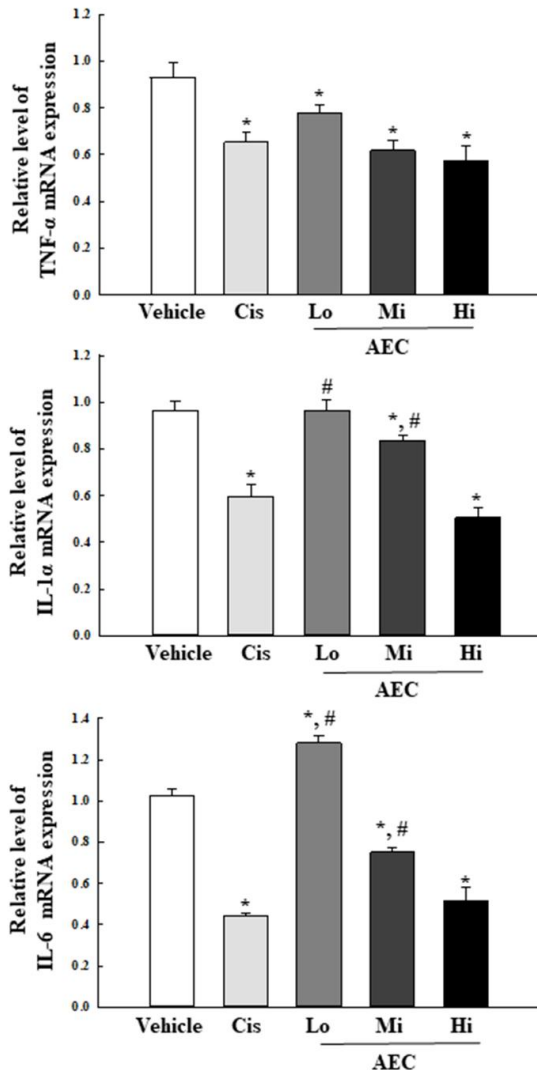 Relative level of
TNF-α mRNA expression
1.2
1.0
0.8
0.6
0.4
0.2
0.0
*
*
*
*
Vehicle Cis Lo Mi Hi
AEC
Relative level of
IL-1α mRNA expression
1.2
1.0
0.8
0.6
0.4
0.2
0.0
*
#
*, #
*
Vehicle Cis Lo Mi Hi
AEC
Relative level of
IL-6 mRNA expression
1.4
1.2
1.0
0.8
0.6
0.4
0.2
0.0
*
*, #
*, #
*
Vehicle Cis Lo Mi Hi
AEC